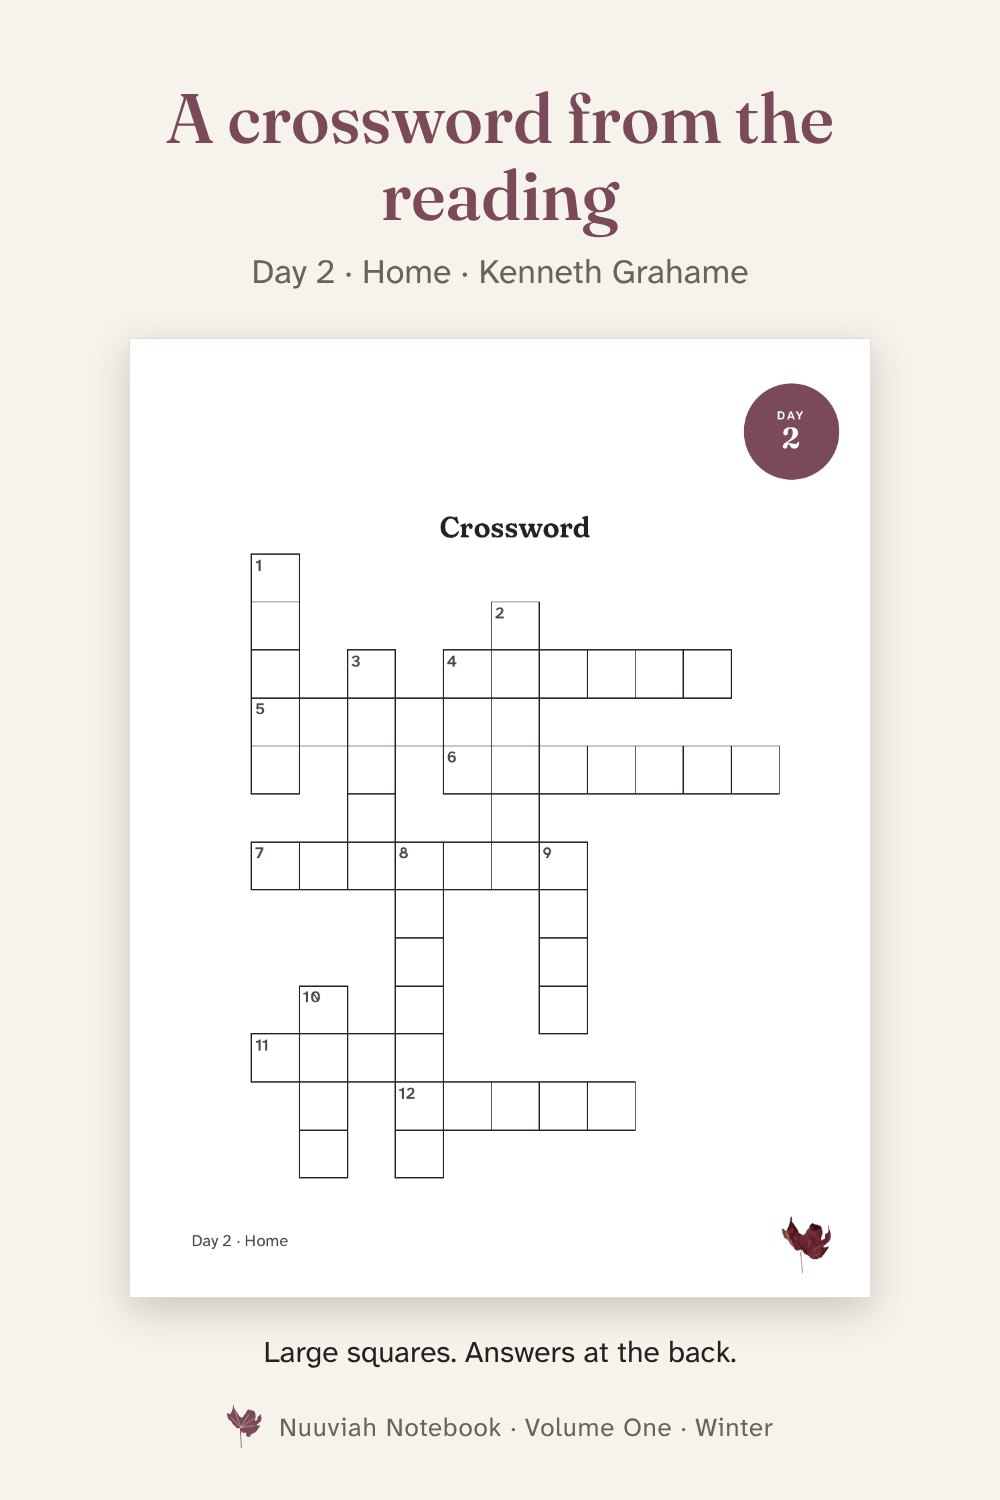 A crossword from the
reading
Day 2 · Home · Kenneth Grahame
DAY
2
Crossword
1
2
3 4
5
6
7 8 9
10
11
12
Day 2 · Home
Large squares. Answers at the back.
Nuuviah Notebook · Volume One · Winter